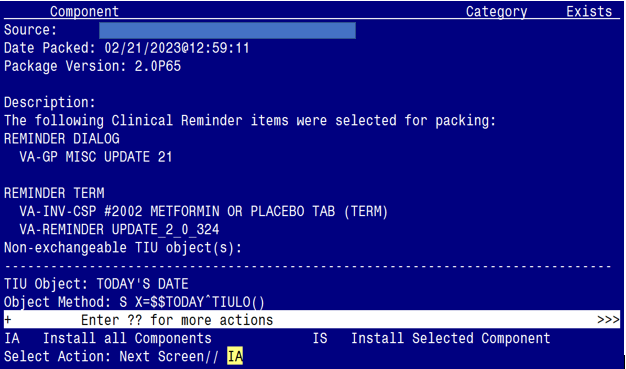 Component Category Exists
Source:
Date Packed: 02/21/2023@12:59:11
Package Version: 2.0P65
Description:
The following Clinical Reminder items were selected for packing:
REMINDER DIALOG
VA-GP MISC UPDATE 21
REMINDER TERM
VA-INV-CSP #2002 METFORMIN OR PLACEBO TAB (TERM)
VA-REMINDER UPDATE_2_0_324
Non-exchangeable TIU object(s):
--------------------------------------------------------------------------------
TIU Object: TODAY'S DATE
Object Method: S X=$$TODAY^TIULO()
+ Enter ?? for more actions >>>
IA Install all Components IS Install Selected Component
Select Action: Next Screen// IA